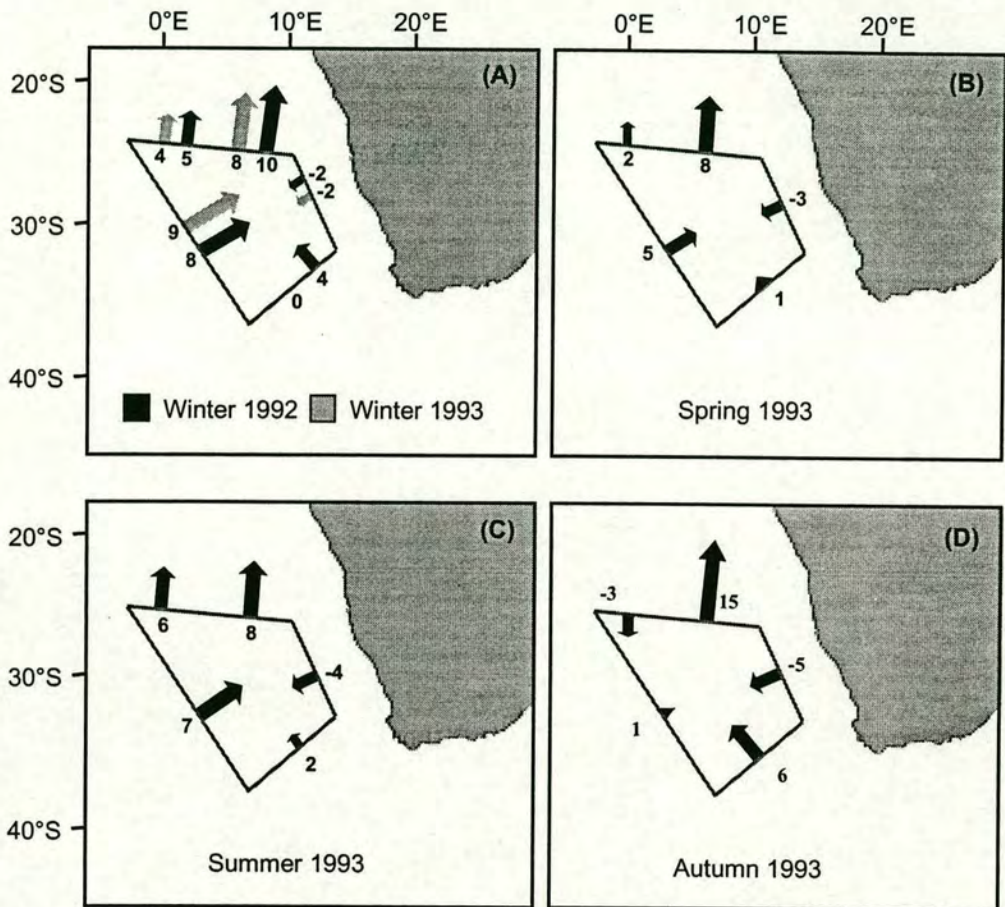 0°E 10°E 20°E 0°E 10°E 20°E
(A) (B)
20°S
4 5 8 10 -2
-2
2 8
-3
30°S
9
8
4
0
5
1
40°S
Winter 1992 Winter 1993
Spring 1993
(C) (D)
20°S
6 8
-3 15
30°S
-4
-5
7
2
1
6
40°S
Summer 1993
Autumn 1993